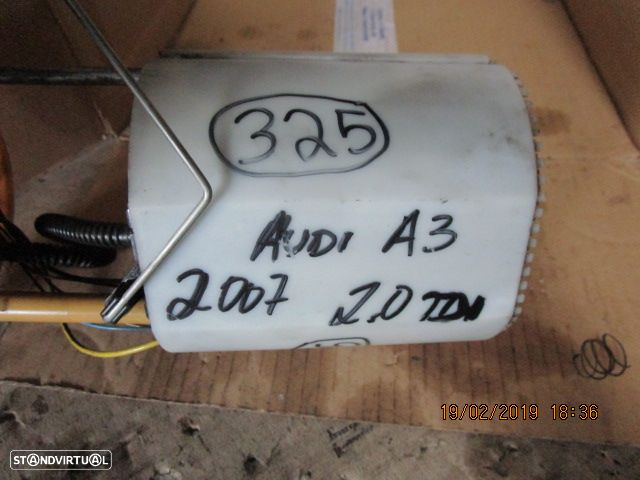 325
AUDI A3
2007 2.0 TDI
19/02/2019 18:36
STANDVIRTUAL